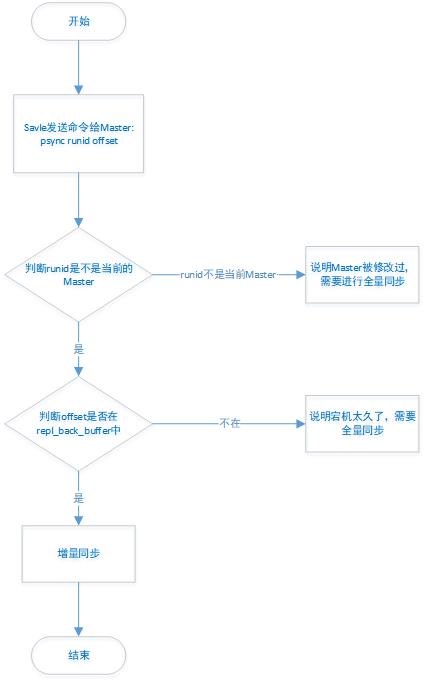 开始
Savle发送命令给Master:
psync runid offset
判断runid是不是当前的
Master
runid不是当前Master
说明Master被修改过,
需要进行全量同步
是
判断offset是否在
repl_back_buffer中
不在
说明宕机太久了，需要
全量同步
是
增量同步
结束